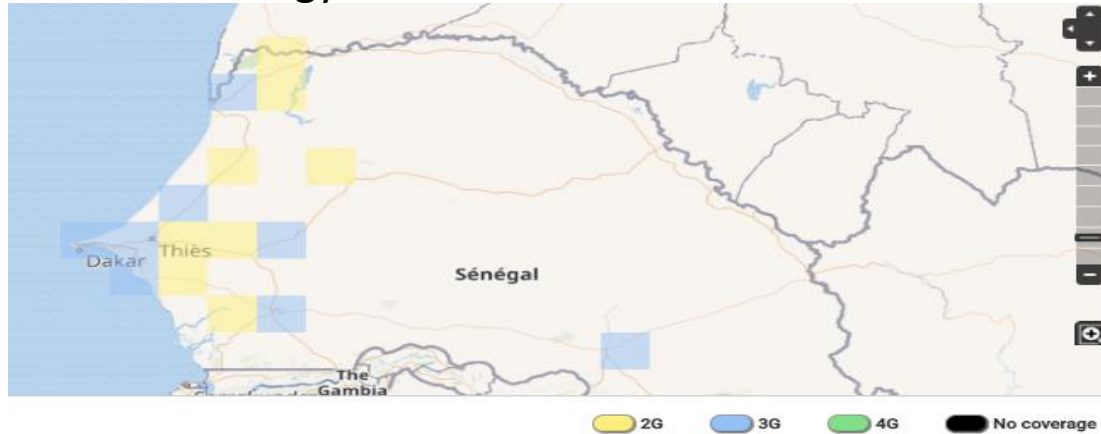 Dakar
Thiès
Sénégal
The
Gambia
2G
3G
4G
No coverage